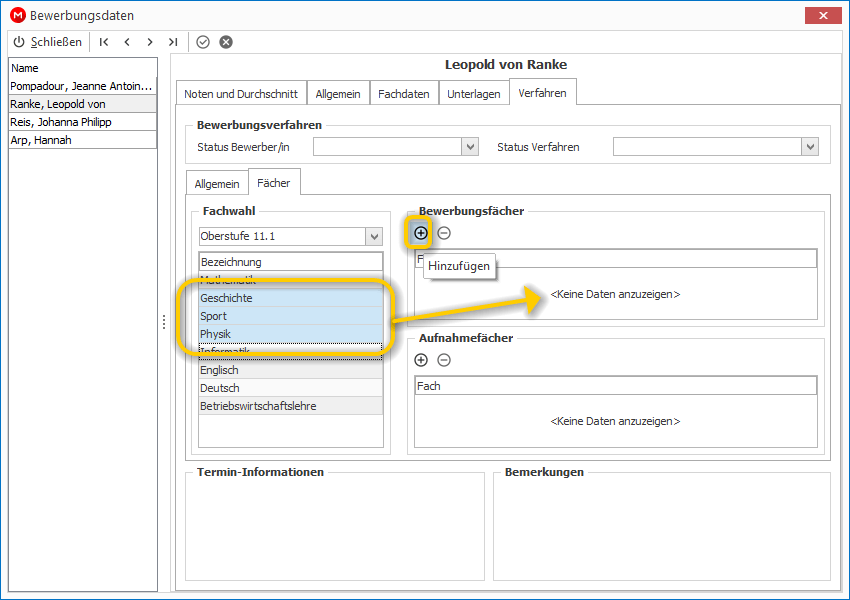 Bewerbungsdaten
Schließen
Name
Pompadour, Jeanne Antoin...
Ranke, Leopold von
Reis, Johanna Philipp
Arp, Hannah
Leopold von Ranke
Noten und Durchschnitt
Allgemein
Fachdaten
Unterlagen
Verfahren
Bewerbungsverfahren
Status Bewerber/in
Status Verfahren
Allgemein
Fächer
Fachwahl
Oberstufe 11.1
Bezeichnung
Mathematik
Geschichte
Sport
Physik
Informatik
Englisch
Deutsch
Betriebswirtschaftslehre
Bewerbungsfächer
Hinzufügen
<Keine Daten anzuzeigen>
Aufnahmefächer
Fach
<Keine Daten anzuzeigen>
Termin-Informationen
Bemerkungen